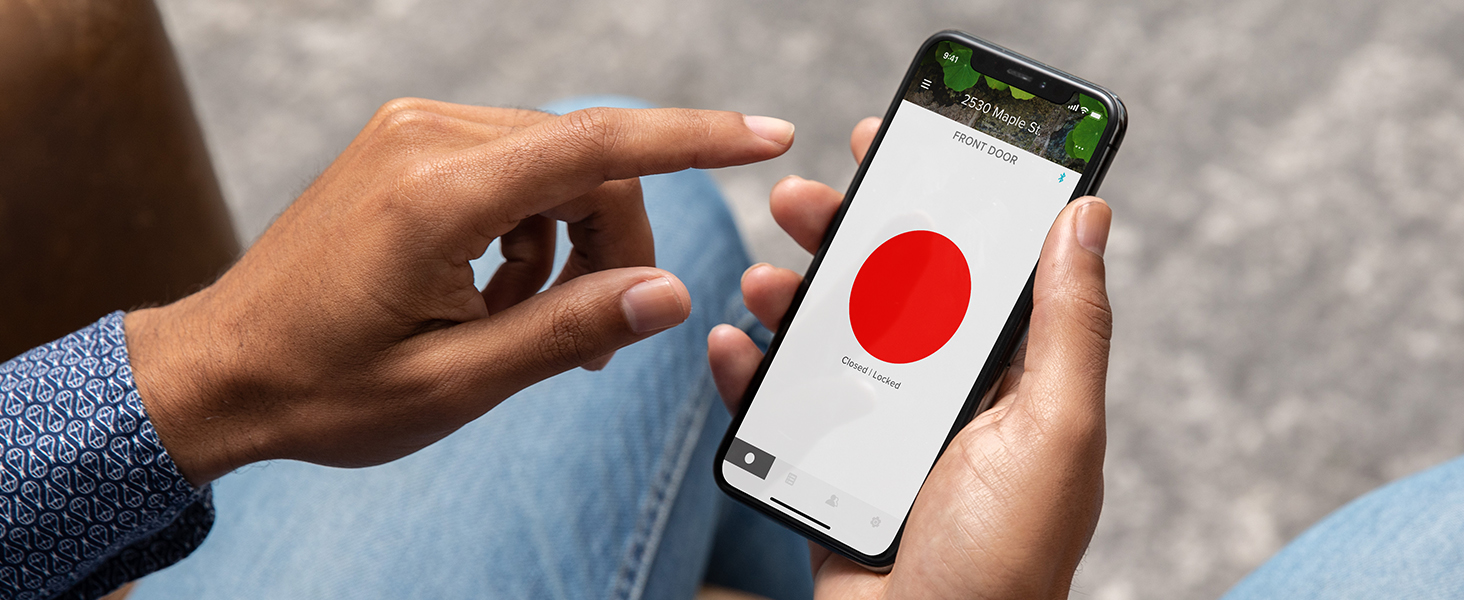 9:41
2530 Maple St.
FRONT DOOR
Closed | Locked